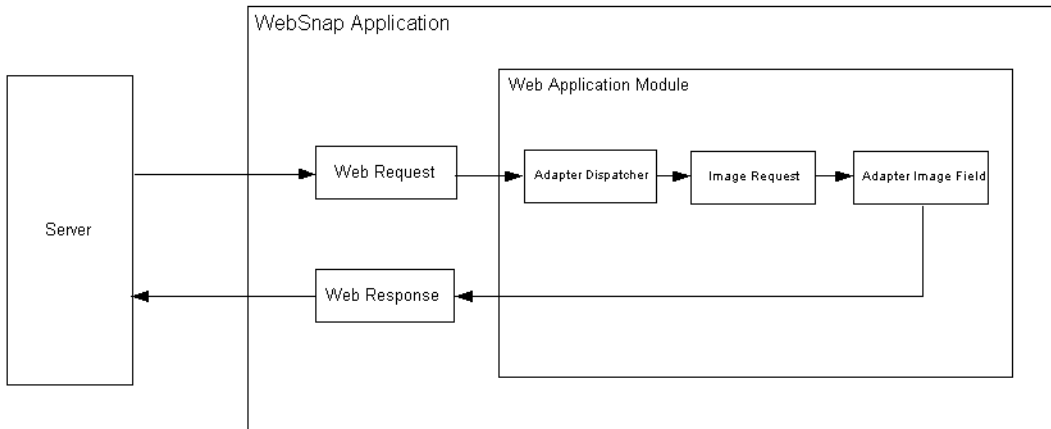 WebSnap Application
Web Application Module
Web Request
Adapter Dispatcher
Image Request
Adapter Image Field
Server
Web Response